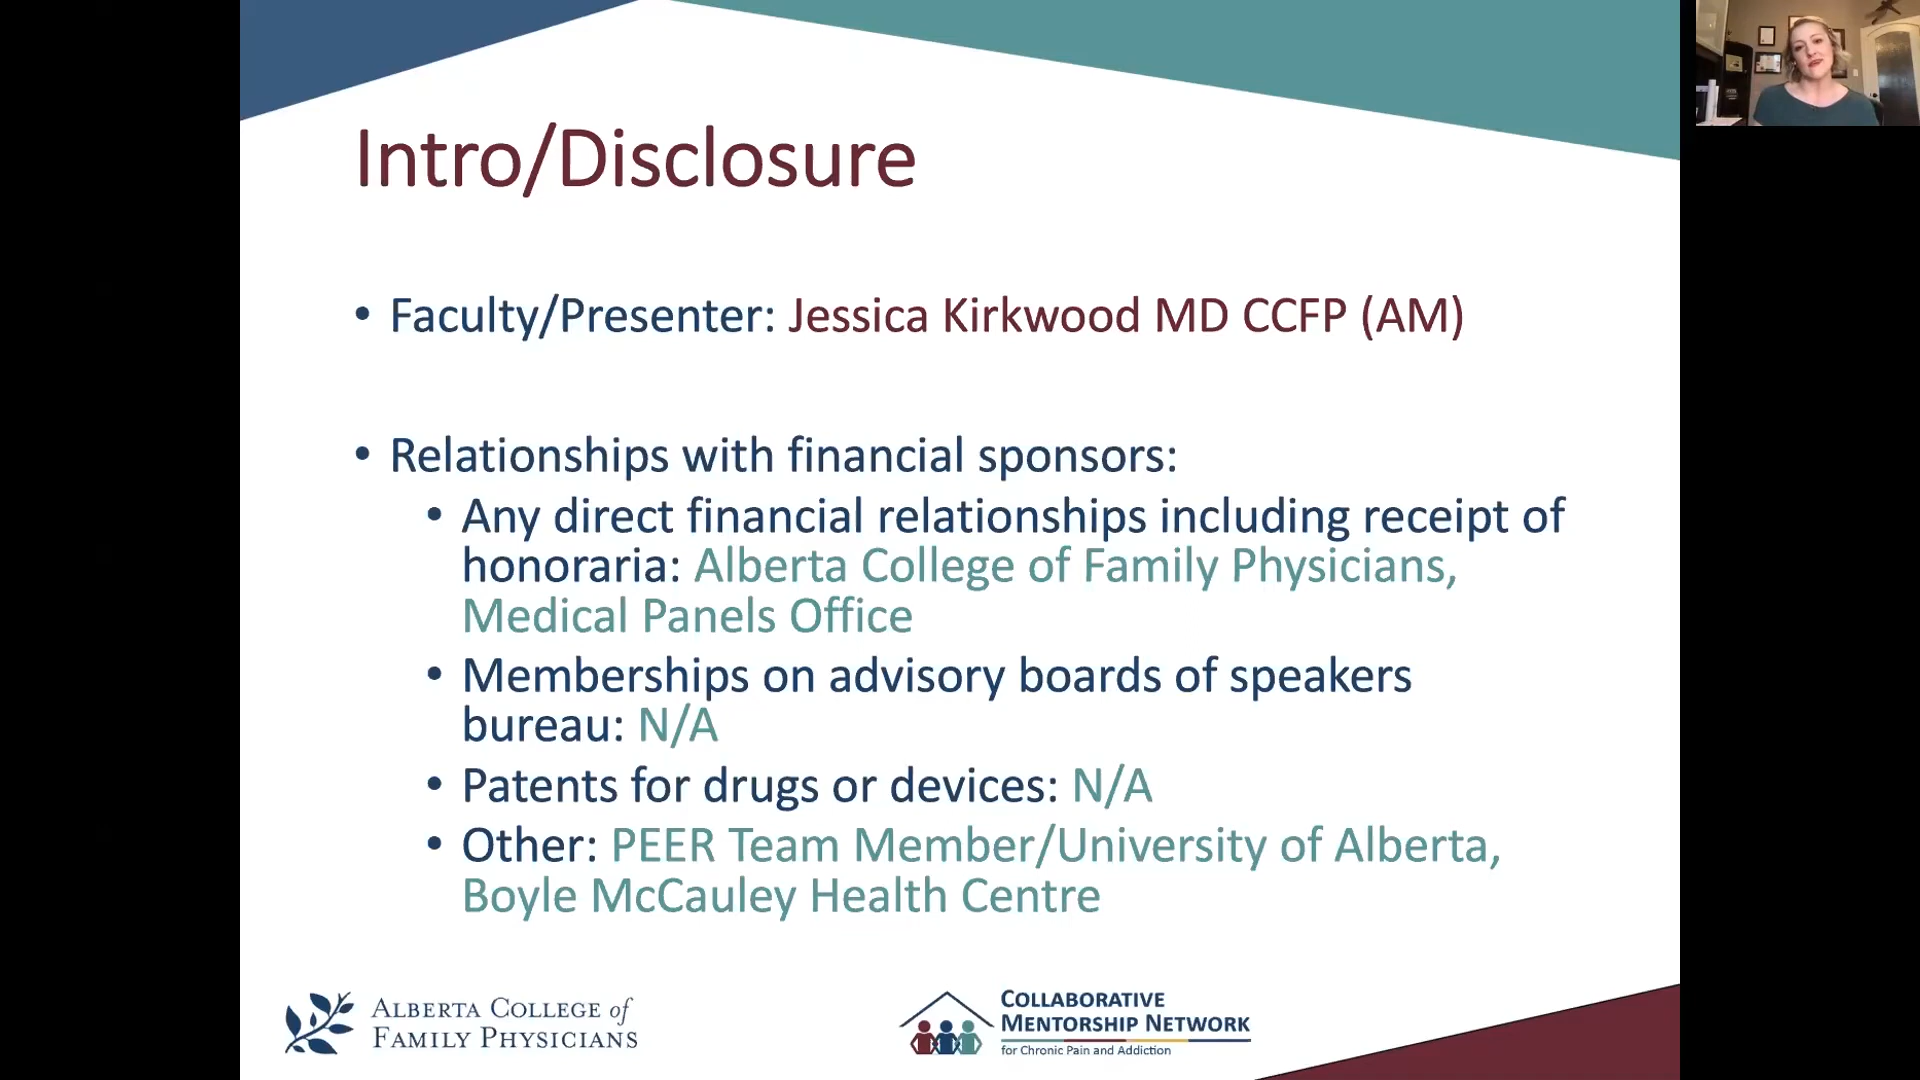 Intro/Disclosure
• Faculty/Presenter: Jessica Kirkwood MD CCFP (AM)
• Relationships with financial sponsors:
• Any direct financial relationships including receipt of
honoraria: Alberta College of Family Physicians,
Medical Panels Office
• Memberships on advisory boards of speakers
bureau: N/A
• Patents for drugs or devices: N/A
• Other: PEER Team Member/University of Alberta,
Boyle McCauley Health Centre
ALBERTA COLLEGE of
FAMILY PHYSICIANS
COLLABORATIVE
MENTORSHIP NETWORK
for Chronic Pain and Addiction